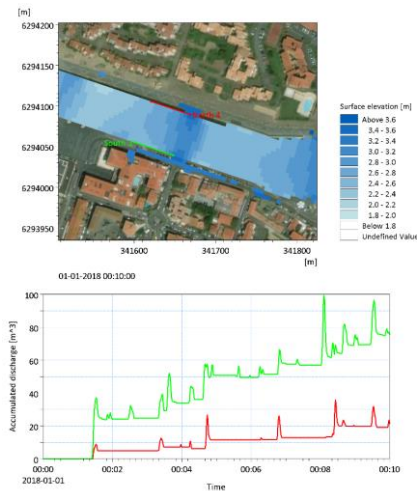 [m]
6294200
6294150
6294100
6294050
6294000
6293950
341600
341700
341800
[m]
01-01-2018 00:10:00
Surface elevation [m]
Above 3.6
3.4 - 3.6
3.2 - 3.4
3.0 - 3.2
2.8 - 3.0
2.6 - 2.8
2.4 - 2.6
2.2 - 2.4
2.0 - 2.2
1.8 - 2.0
Below 1.8
Undefined Value
Accumulated discharge [m^3]
100
80
60
40
20
0
00:00
00:02
00:04
00:06
00:08
00:10
2018-01-01
Time